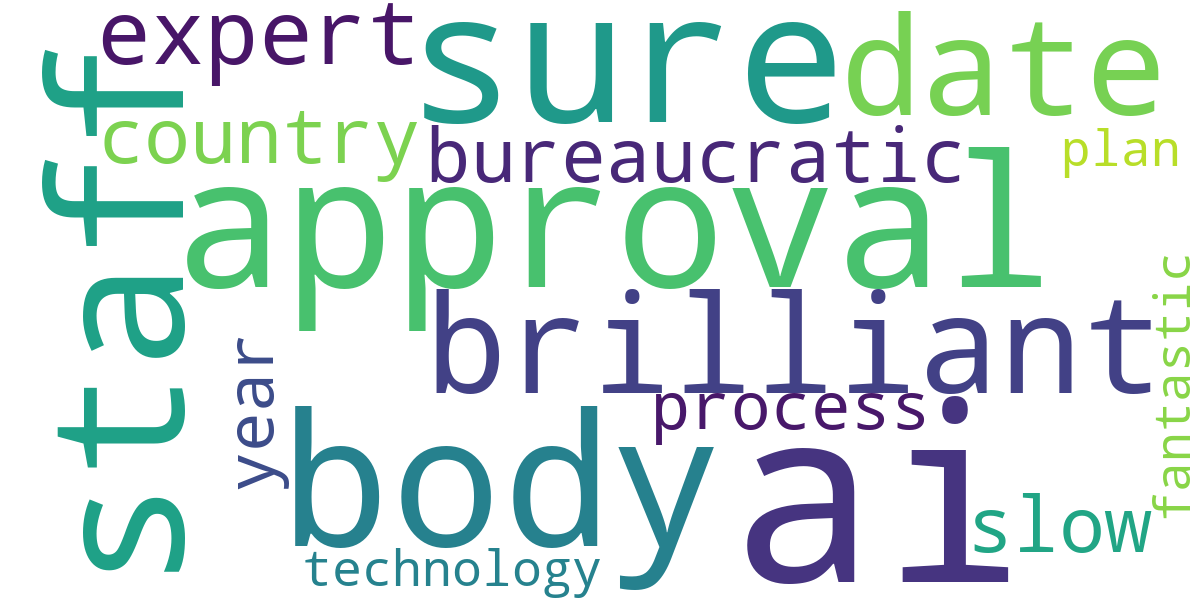 expert
sure
date
staff
country
bureaucratic
plan
approval
brilliant
fantastic
year
process
body
ai
slow
technology